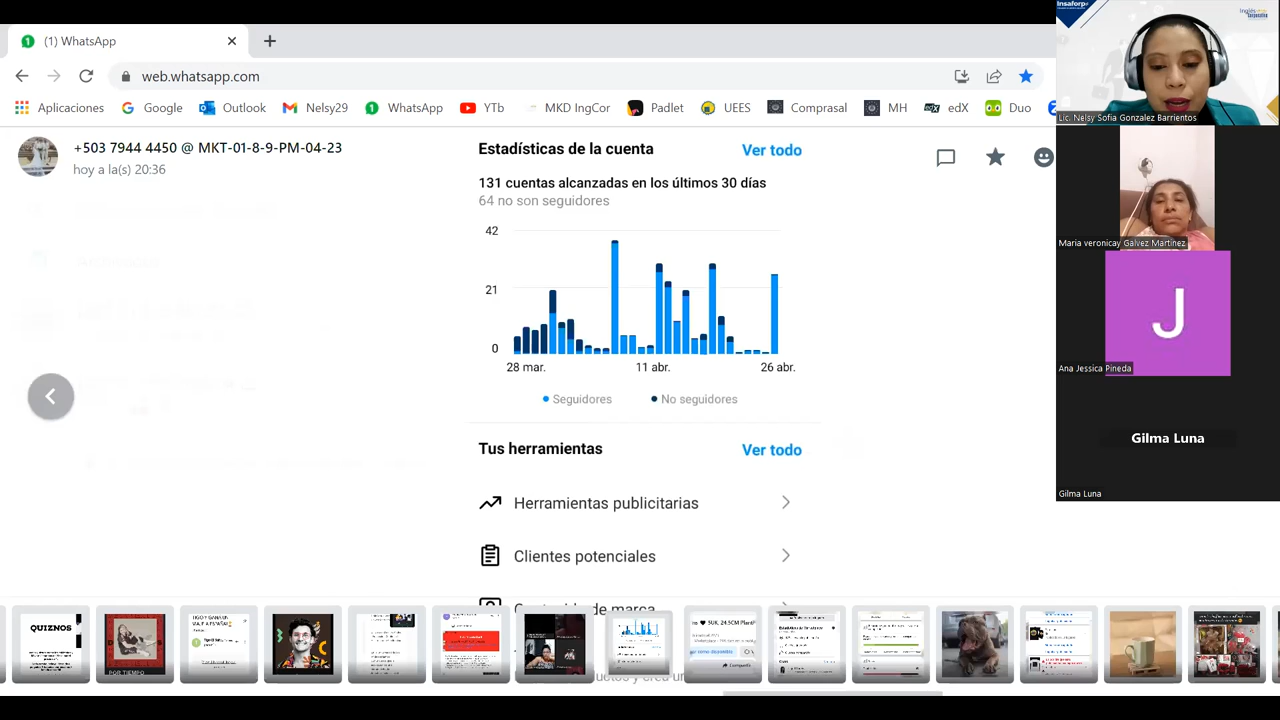 (1) WhatsApp
web.whatsapp.com
Aplicaciones Google Outlook Nelsy29 WhatsApp YTb MKD IngCor Padlet UEES Comprasal MH edX Duo
+503 7944 4450 @ MKT-01-8-9-PM-04-23
hoy a la(s) 20:36
Estadísticas de la cuenta
Ver todo
131 cuentas alcanzadas en los últimos 30 días
64 no son seguidores
42
21
0
28 mar. 11 abr. 26 abr.
Seguidores No seguidores
Tus herramientas
Ver todo
Herramientas publicitarias
Clientes potenciales
QUIZNOS
POR TIEMPO
Insaforp
Lic. Nelsy Sofia Gonzalez Barrientos
Maria veronicay Galvez Martinez
J
Ana Jessica Pineda
Gilma Luna
Gilma Luna